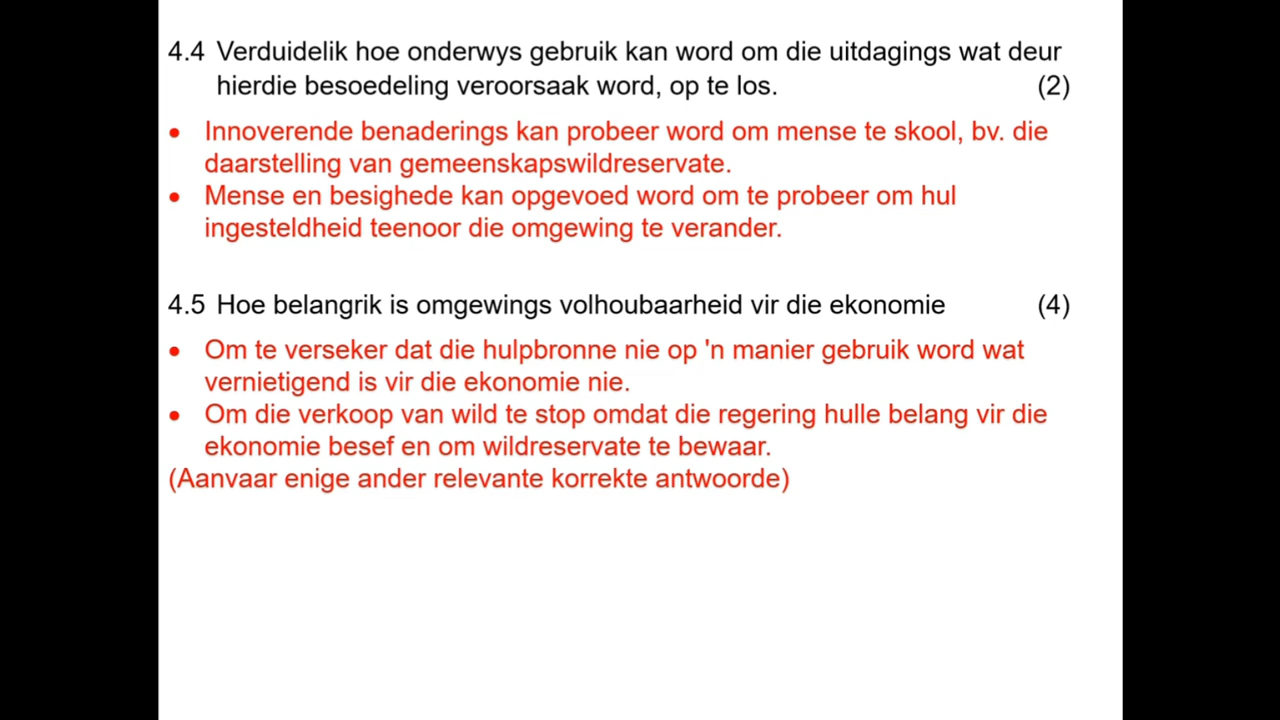 4.4 Verduidelik hoe onderwys gebruik kan word om die uitdagings wat deur
hierdie besoedeling veroorsaak word, op te los. (2)
• Innoverende benaderings kan probeer word om mense te skool, bv. die
daarstelling van gemeenskapswildreservate.
• Mense en besighede kan opgevoed word om te probeer om hul
ingesteldheid teenoor die omgewing te verander.
4.5 Hoe belangrik is omgewings volhoubaarheid vir die ekonomie (4)
• Om te verseker dat die hulpbronne nie op 'n manier gebruik word wat
vernietigend is vir die ekonomie nie.
• Om die verkoop van wild te stop omdat die regering hulle belang vir die
ekonomie besef en om wildreservate te bewaar.
(Aanvaar enige ander relevante korrekte antwoorde)